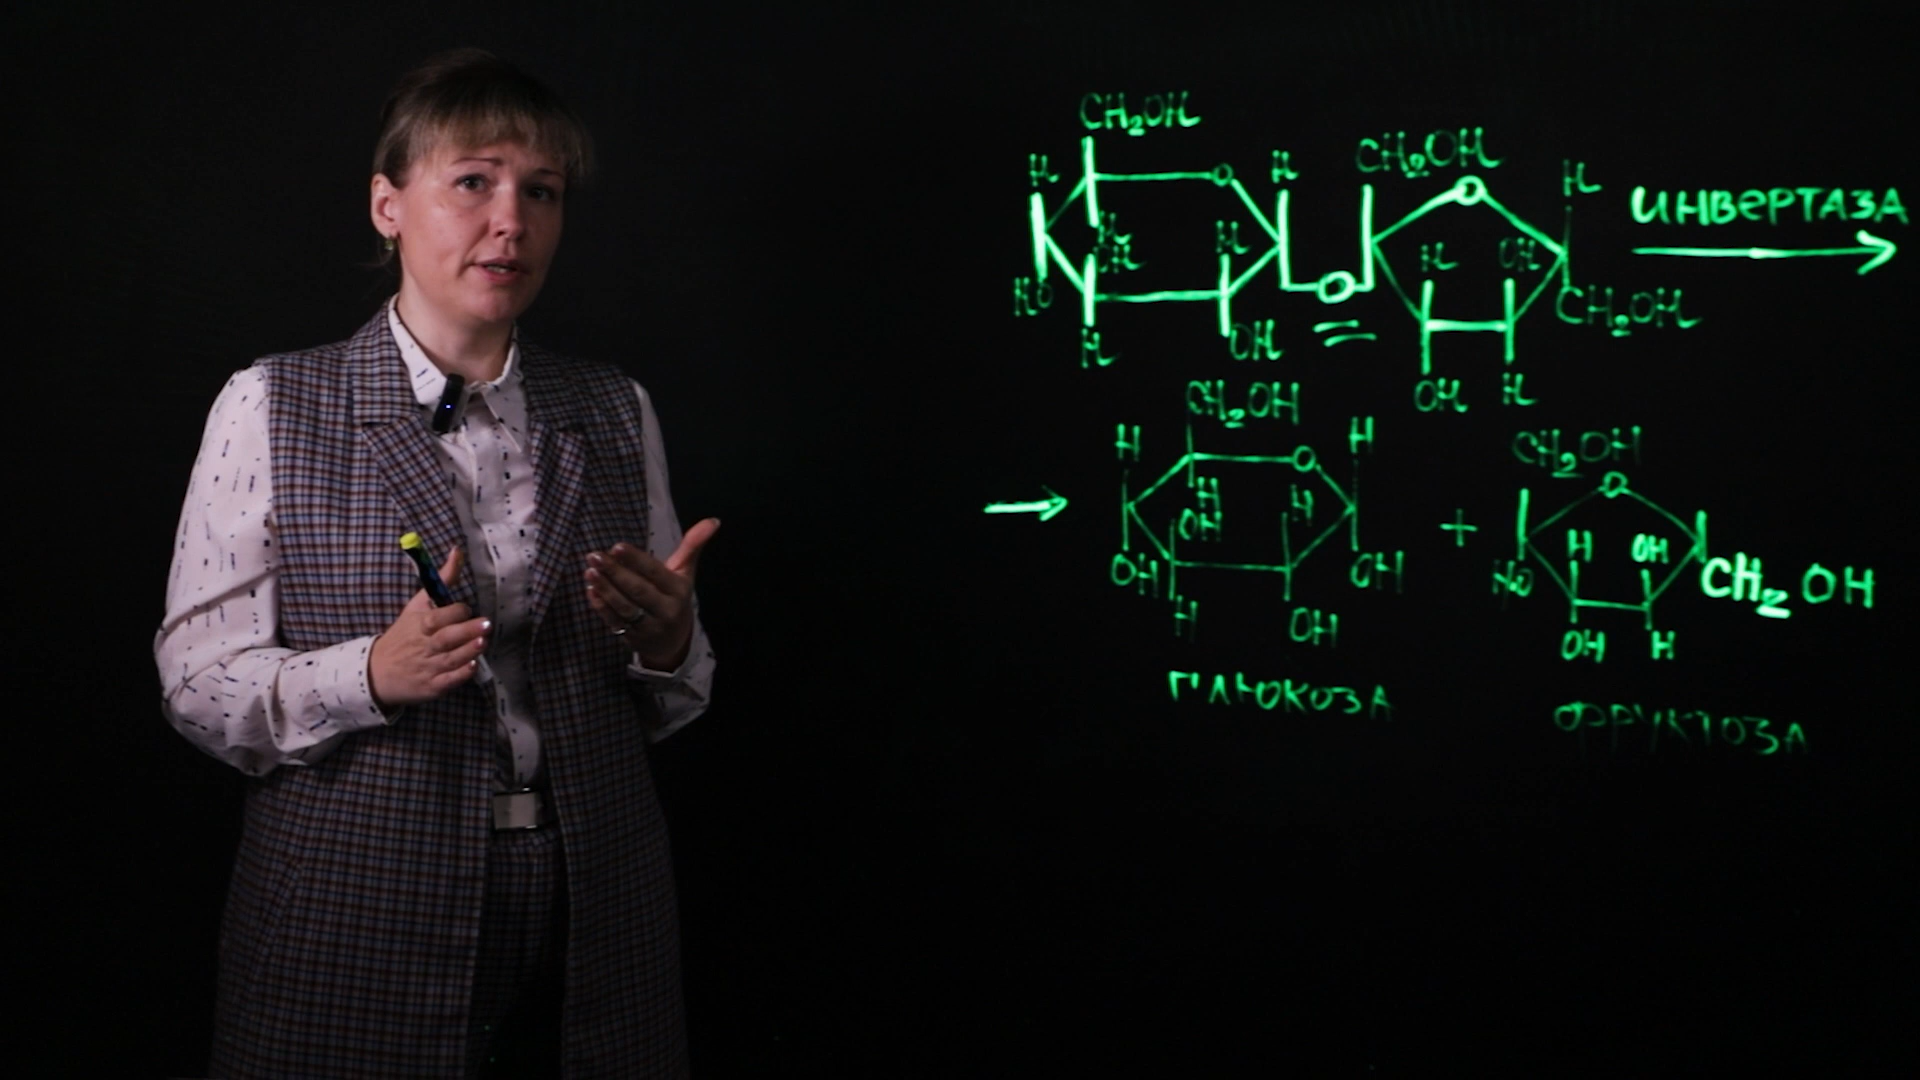 CH₂OH
CH₂OH
H O H O H
ИНВЕРТАЗА
H OH H H OH
HO O CH₂OH
H OH
OH H
CH₂OH
H O H
CH₂OH
O
H H
OH H OH
OH OH + HO CH₂OH
H OH OH H
ГЛЮКОЗА
ФРУКТОЗА